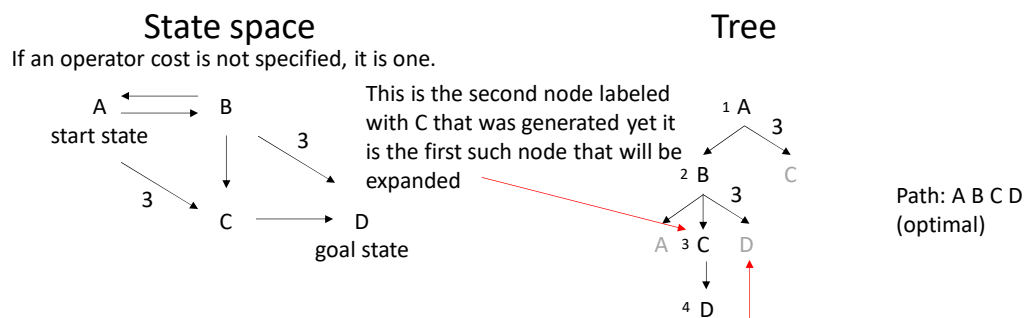 State space
Tree
If an operator cost is not specified, it is one.
This is the second node labeled
with C that was generated yet it
is the first such node that will be
expanded
A
B
start state
3
3
C
D
goal state
1 A
3
2 B
C
3
A
3 C
D
4 D
Path: A B C D
(optimal)